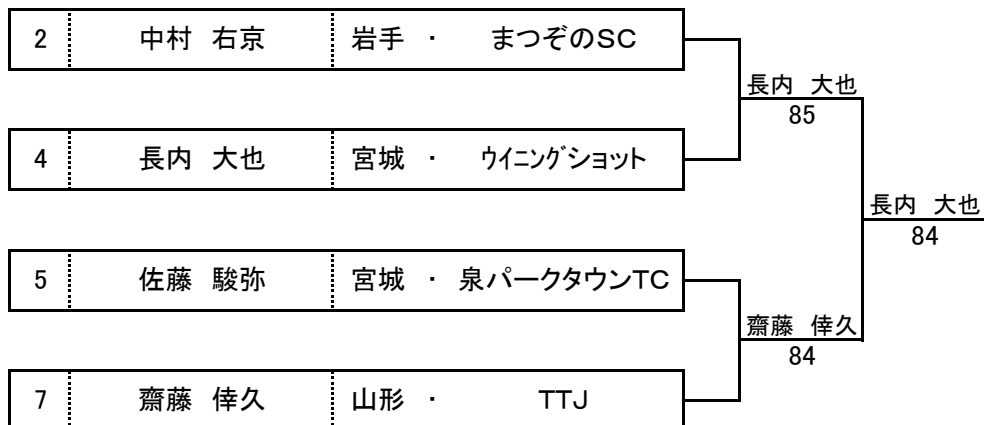 2 中村 右京 岩手 ・ まつぞのSC
長内 大也
85
4 長内 大也 宮城 ・ ウイニングショット
長内 大也
84
5 佐藤 駿弥 宮城 ・ 泉パークタウンTC
齋藤 倖久
84
7 齋藤 倖久 山形 ・ TTJ